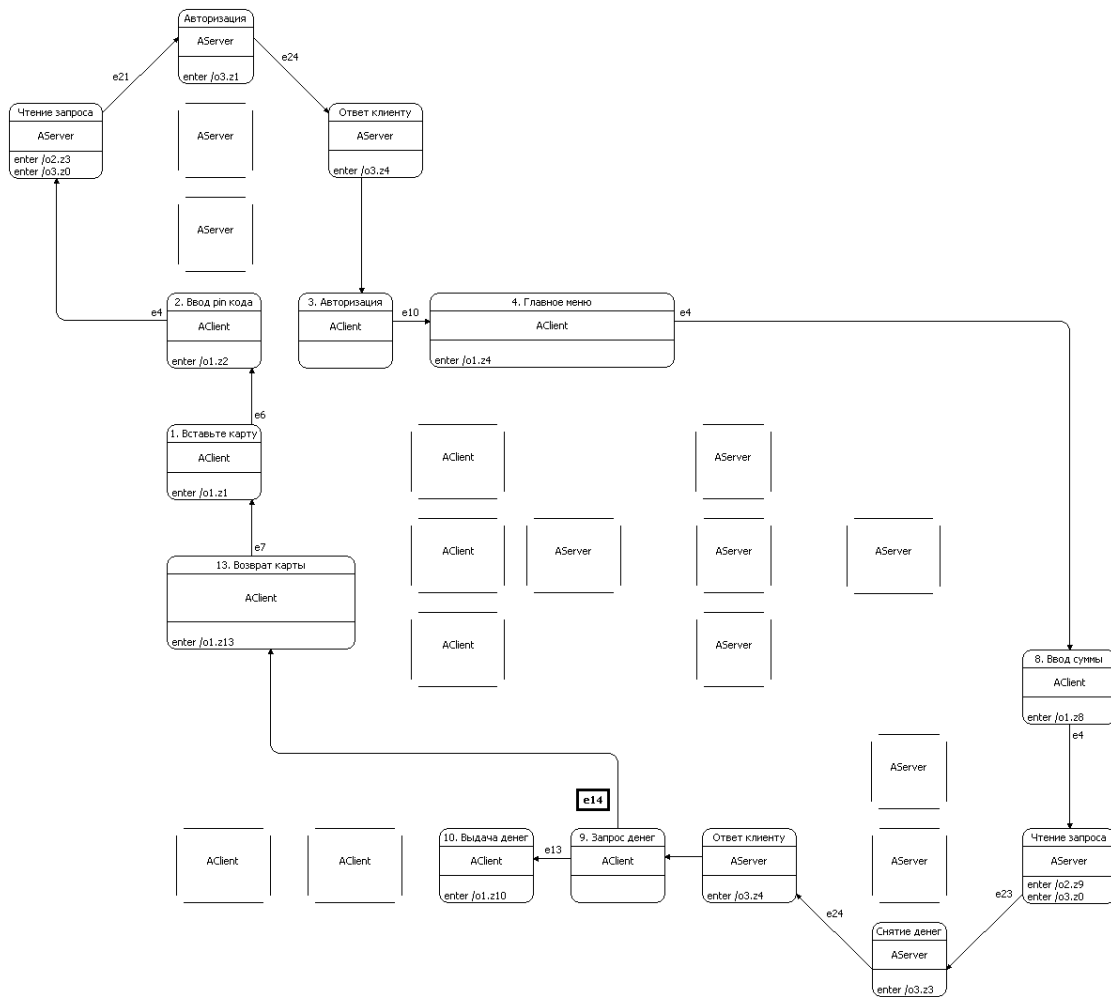 Авторизация
AServer
enter /o3.z1
e21
e24
Чтение запроса
AServer
enter /o2.z3
enter /o3.z0
AServer
Ответ клиенту
AServer
enter /o3.z4
AServer
e4
2. Ввод pin кода
AClient
enter /o1.z2
3. Авторизация
AClient
e10
4. Главное меню
AClient
enter /o1.z4
e4
e6
1. Вставьте карту
AClient
enter /o1.z1
AClient
AServer
e7
13. Возврат карты
AClient
enter /o1.z13
AClient
AServer
AServer
AServer
AClient
AServer
8. Ввод суммы
AClient
enter /o1.z8
e4
AServer
e14
AClient
AClient
10. Выдача денег
AClient
enter /o1.z10
e13
9. Запрос денег
AClient
Ответ клиенту
AServer
enter /o3.z4
AServer
Чтение запроса
AServer
enter /o2.z9
enter /o3.z0
e24
e23
Снятие денег
AServer
enter /o3.z3